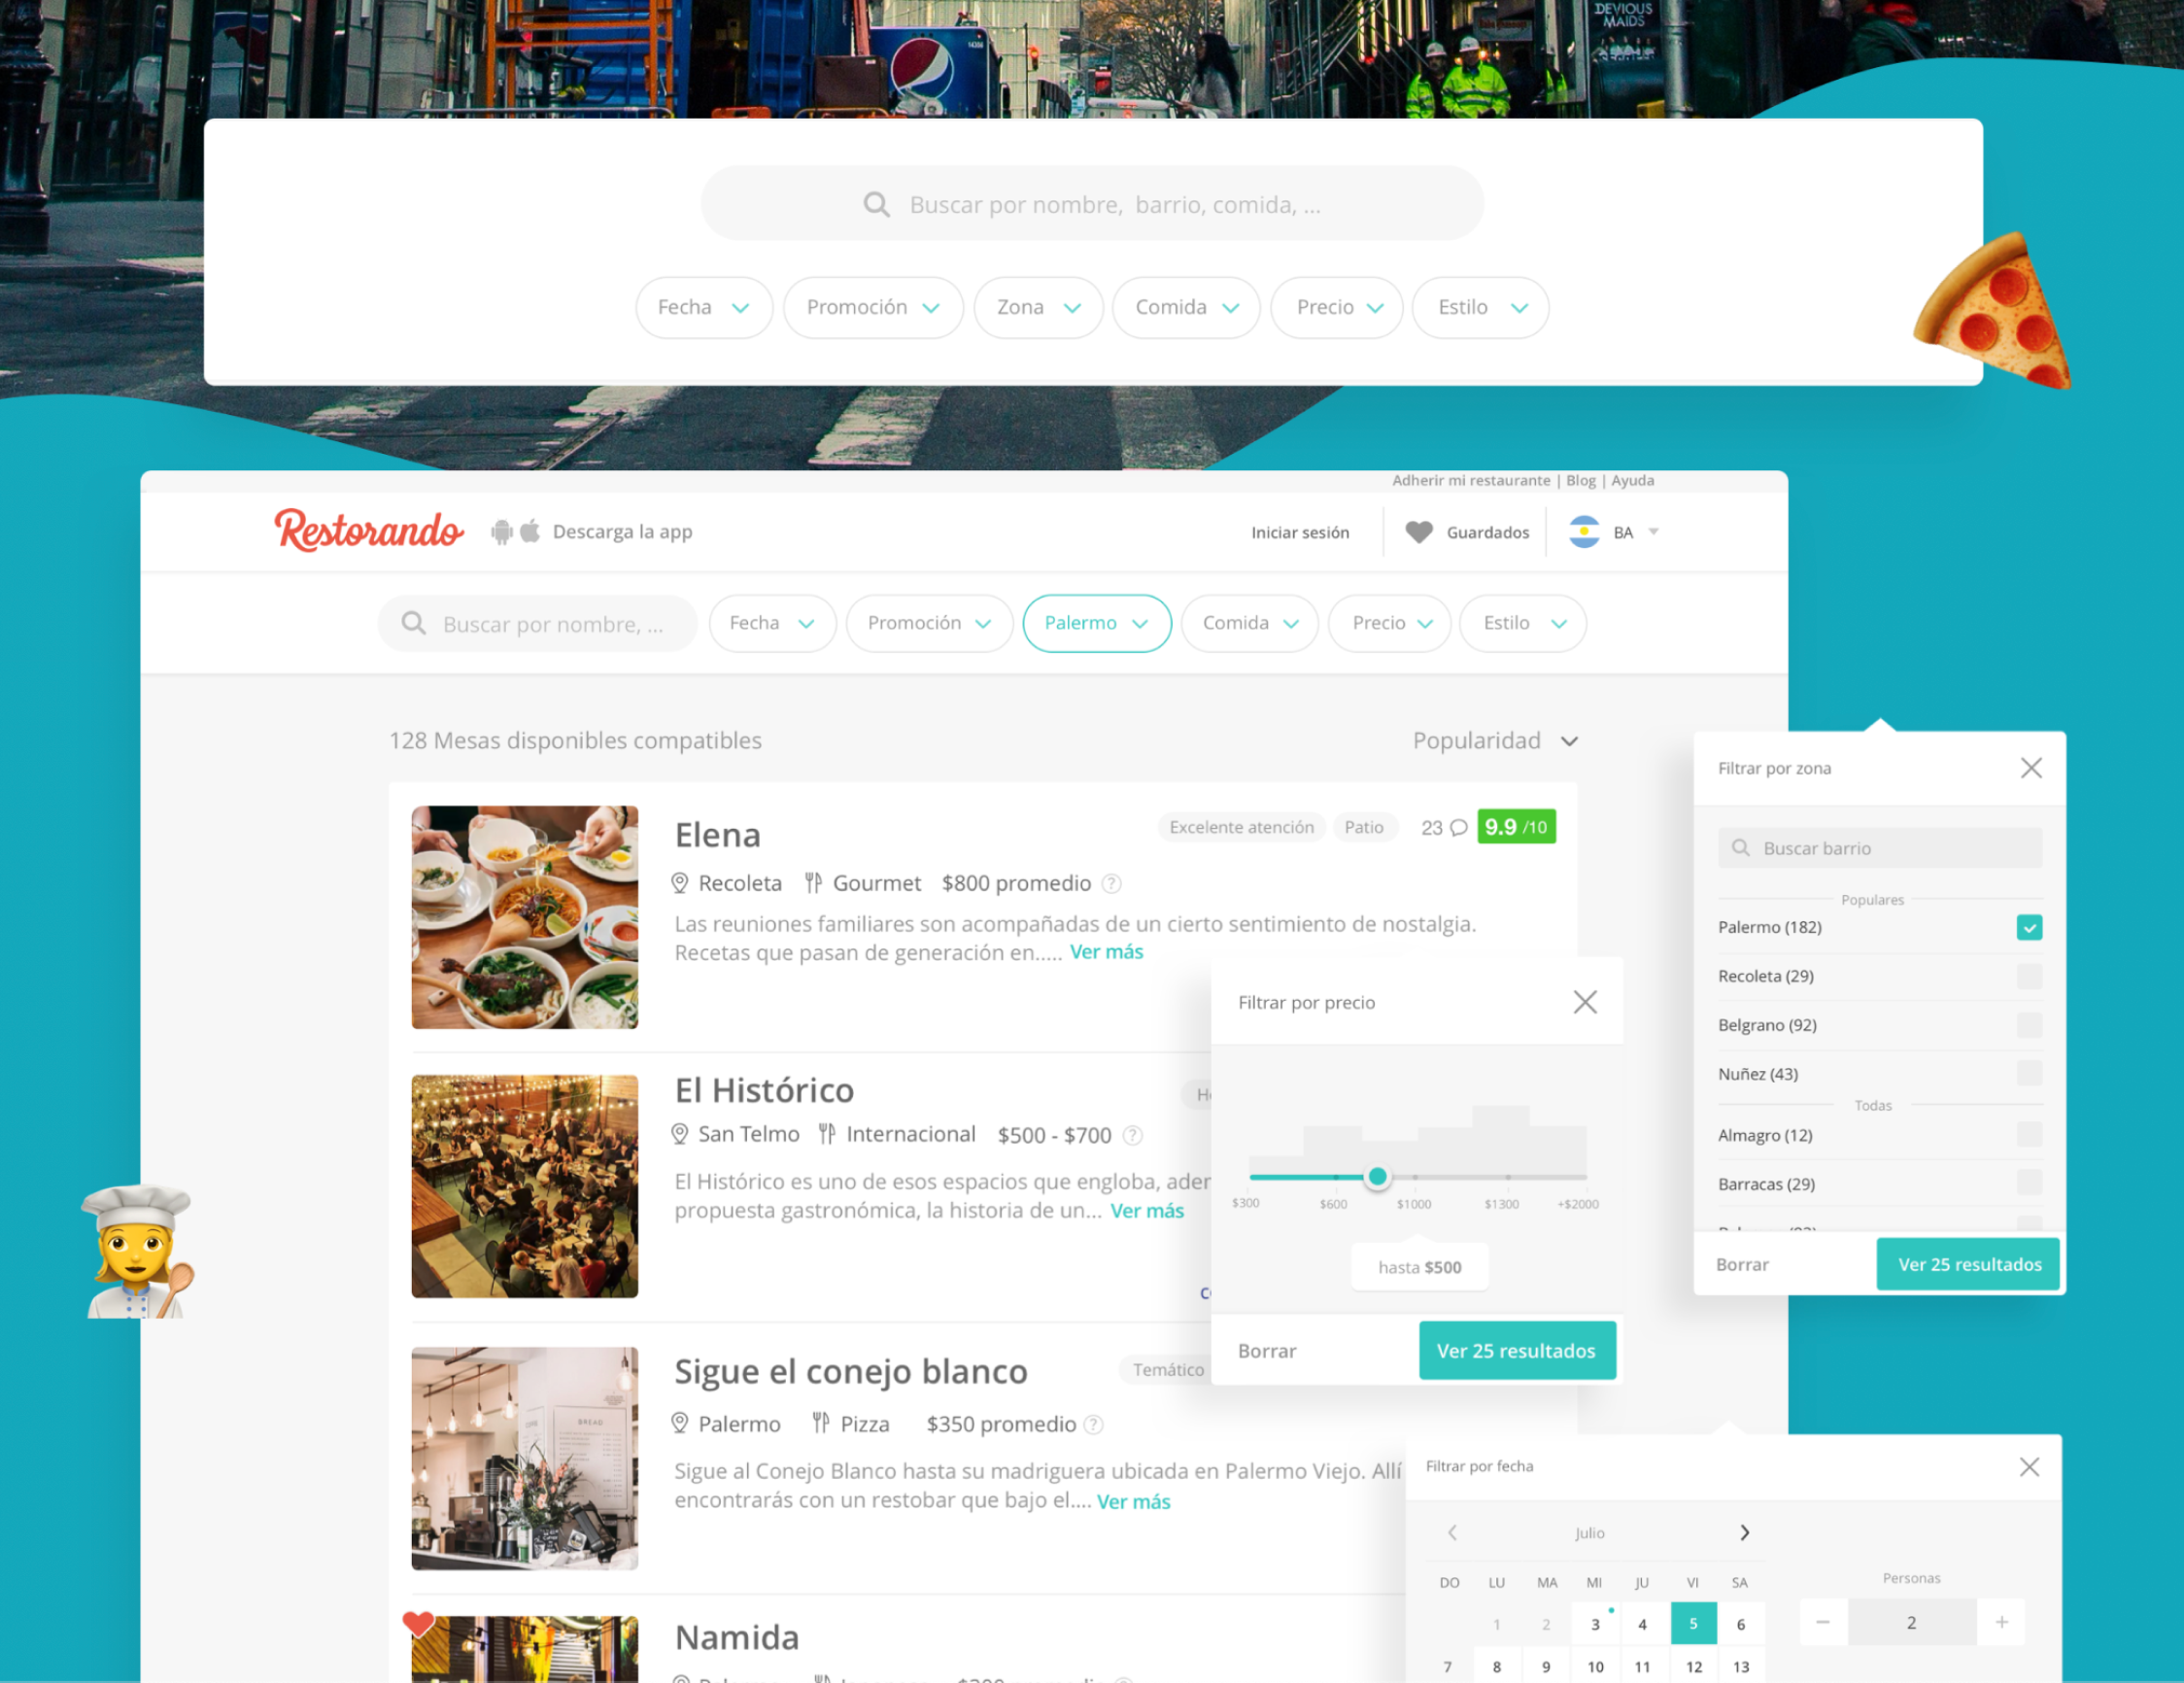 DEVIOUS
MAIDS
Buscar por nombre, barrio, comida, ...
Fecha
Promoción
Zona
Comida
Precio
Estilo
Adherir mi restaurante | Blog | Ayuda
Restorando
Descarga la app
Iniciar sesión
Guardados
BA
Buscar por nombre, ...
Fecha
Promoción
Palermo
Comida
Precio
Estilo
128 Mesas disponibles compatibles
Popularidad
Elena
Excelente atención
Patio
23
9.9 /10
Recoleta
Gourmet
$800 promedio ?
Las reuniones familiares son acompañadas de un cierto sentimiento de nostalgia.
Recetas que pasan de generación en..... Ver más
El Histórico
San Telmo
Internacional
$500 - $700 ?
El Histórico es uno de esos espacios que engloba, ader
propuesta gastronómica, la historia de un... Ver más
Sigue el conejo blanco
Temático
Palermo
Pizza
$350 promedio ?
Sigue al Conejo Blanco hasta su madriguera ubicada en Palermo Viejo. Allí
encontrarás con un restobar que bajo el.... Ver más
BREAD
Namida
Filtrar por precio
$300
$600
$1000
$1300
+$2000
hasta $500
Borrar
Ver 25 resultados
Filtrar por zona
Buscar barrio
Populares
Palermo (182)
Recoleta (29)
Belgrano (92)
Nuñez (43)
Todas
Almagro (12)
Barracas (29)
Borrar
Ver 25 resultados
Filtrar por fecha
Julio
DO LU MA MI JU VI SA
1 2 3 4 5 6
7 8 9 10 11 12 13
Personas
− 2 +